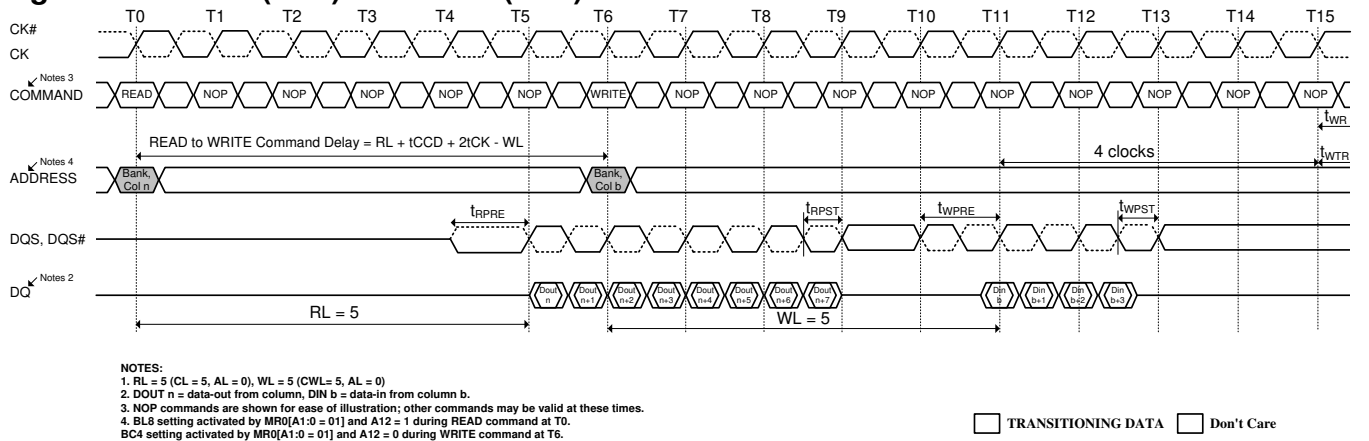 T0 T1 T2 T3 T4 T5 T6 T7 T8 T9 T10 T11 T12 T13 T14 T15
CK#
CK
Notes 3
COMMAND READ NOP NOP NOP NOP NOP WRITE NOP NOP NOP NOP NOP NOP NOP NOP NOP
tWR
READ to WRITE Command Delay = RL + tCCD + 2tCK - WL
4 clocks
tWTR
Notes 4
ADDRESS
Bank, Col n
Bank, Col b
tRPRE tRPST tWPRE tWPST
DQS, DQS#
Notes 2
DQ
Dout n
Dout n+1
Dout n+2
Dout n+3
Dout n+4
Dout n+5
Dout n+6
Dout n+7
Din b
Din b+1
Din b+2
Din b+3
RL = 5
WL = 5
NOTES:
1. RL = 5 (CL = 5, AL = 0), WL = 5 (CWL= 5, AL = 0)
2. DOUT n = data-out from column, DIN b = data-in from column b.
3. NOP commands are shown for ease of illustration; other commands may be valid at these times.
4. BL8 setting activated by MR0[A1:0 = 01] and A12 = 1 during READ command at T0.
BC4 setting activated by MR0[A1:0 = 01] and A12 = 0 during WRITE command at T6.
TRANSITIONING DATA
Don't Care